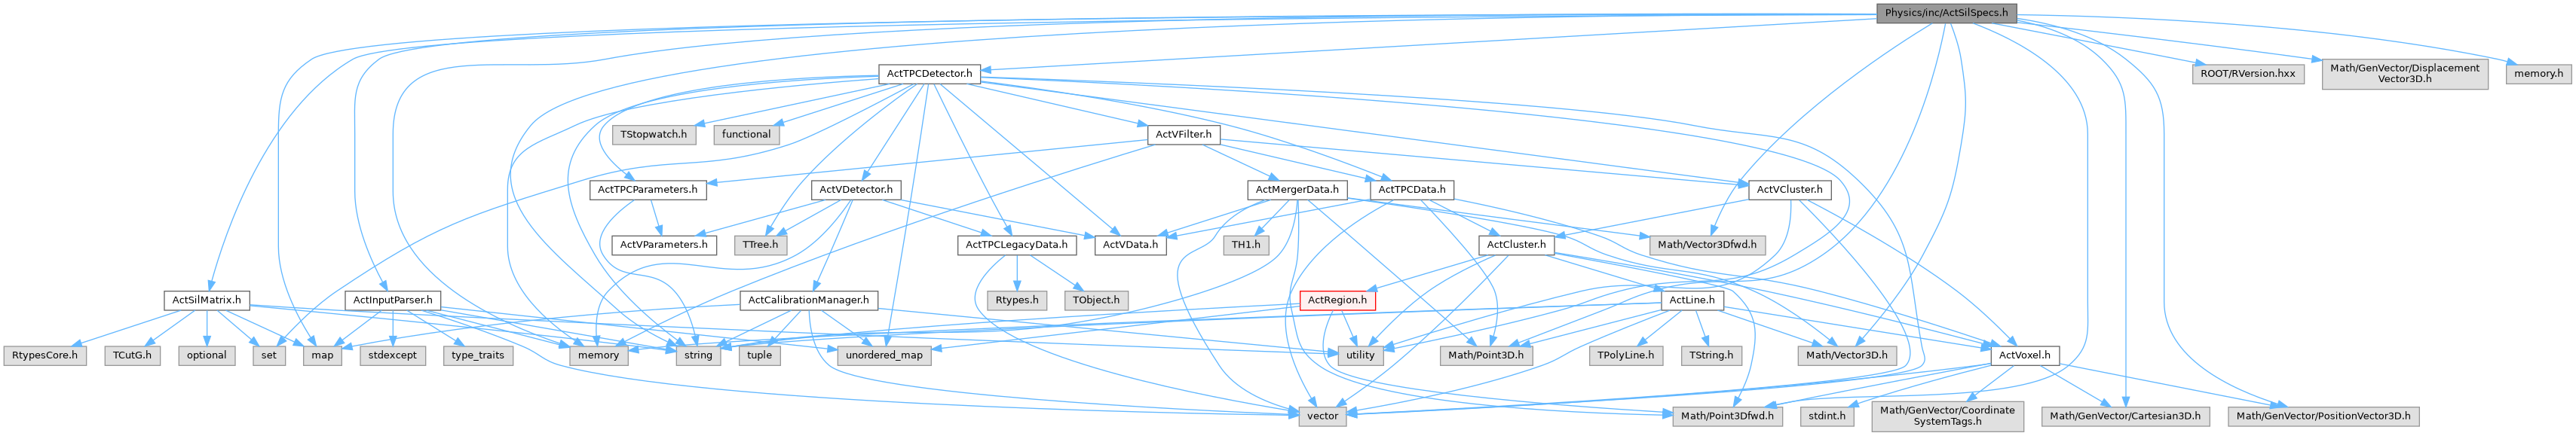 Physics/inc/ActSilSpecs.h
ActTPCDetector.h
ROOT/RVersion.hxx
Math/GenVector/Displacement
Vector3D.h
memory.h
TStopwatch.h
functional
ActVFilter.h
ActTPCParameters.h
ActVDetector.h
ActMergerData.h
ActTPCData.h
ActVCluster.h
ActVParameters.h
TTree.h
ActTPCLegacyData.h
ActVData.h
TH1.h
ActCluster.h
Math/Vector3Dfwd.h
ActSilMatrix.h
ActInputParser.h
ActCalibrationManager.h
Rtypes.h
TObject.h
ActRegion.h
ActLine.h
RtypesCore.h
TCutG.h
optional
set
map
stdexcept
type_traits
memory
string
tuple
unordered_map
utility
Math/Point3D.h
TPolyLine.h
TString.h
Math/Vector3D.h
ActVoxel.h
vector
Math/Point3Dfwd.h
stdint.h
Math/GenVector/Coordinate
SystemTags.h
Math/GenVector/Cartesian3D.h
Math/GenVector/PositionVector3D.h